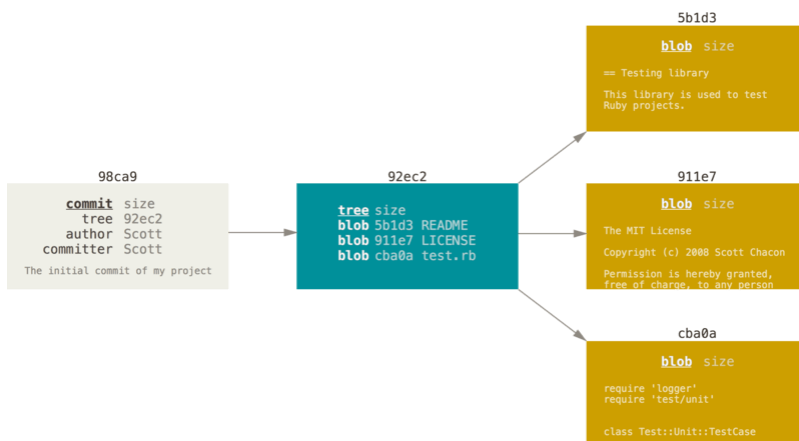 98ca9
commit size
tree 92ec2
author Scott
committer Scott
The initial commit of my project
92ec2
tree size
blob 5b1d3 README
blob 911e7 LICENSE
blob cba0a test.rb
5b1d3
blob size
== Testing library
This library is used to test
Ruby projects.
911e7
blob size
The MIT License
Copyright (c) 2008 Scott Chacon
Permission is hereby granted,
free of charge, to any person
cba0a
blob size
require 'logger'
require 'test/unit'
class Test::Unit::TestCase